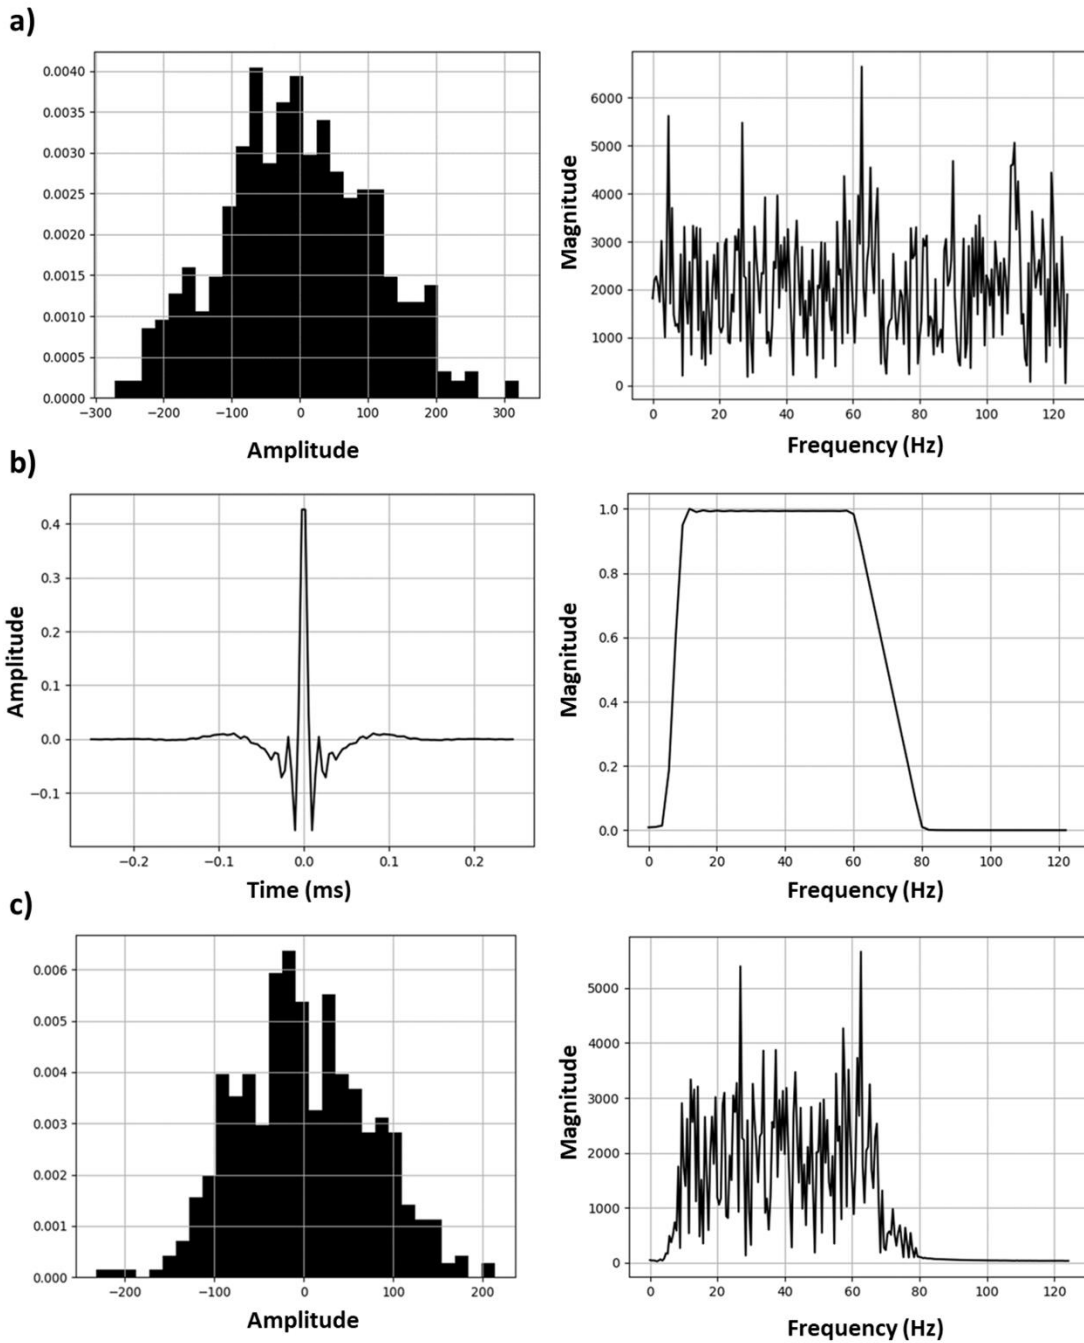 a)
0.0040
0.0035
0.0030
0.0025
0.0020
0.0015
0.0010
0.0005
0.0000
−300 −200 −100 0 100 200 300
Amplitude
Magnitude
6000
5000
4000
3000
2000
1000
0
0 20 40 60 80 100 120
Frequency (Hz)
b)
Amplitude
0.4
0.3
0.2
0.1
0.0
−0.1
−0.2 −0.1 0.0 0.1 0.2
Time (ms)
Magnitude
1.0
0.8
0.6
0.4
0.2
0.0
0 20 40 60 80 100 120
Frequency (Hz)
c)
0.006
0.005
0.004
0.003
0.002
0.001
0.000
−200 −100 0 100 200
Amplitude
Magnitude
5000
4000
3000
2000
1000
0
0 20 40 60 80 100 120
Frequency (Hz)